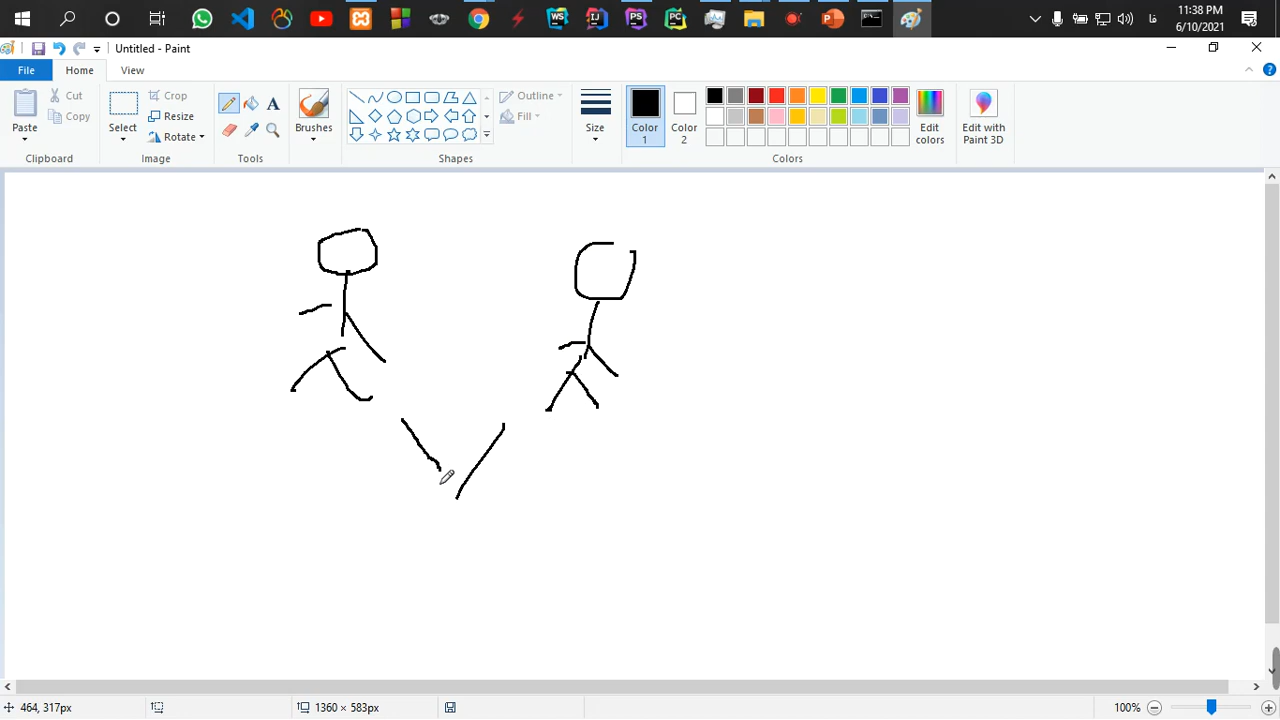 فا
11:38 PM
6/10/2021
Untitled - Paint
File
Home
View
Paste
Cut
Copy
Clipboard
Select
Crop
Resize
Rotate
Image
A
Tools
Brushes
Outline
Fill
Shapes
Size
Color 1
Color 2
Edit colors
Colors
Edit with Paint 3D
464, 317px
1360 × 583px
100%